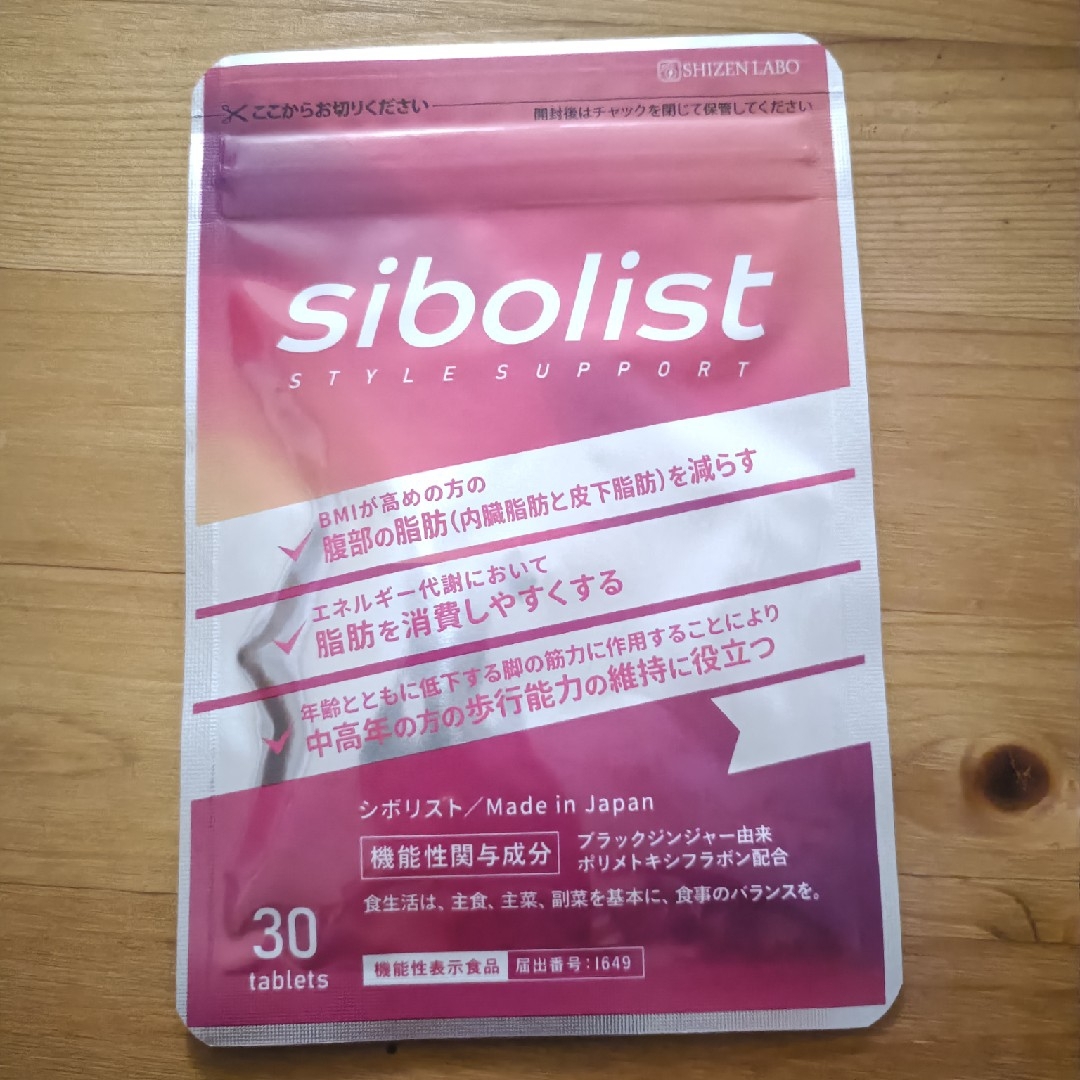 SHIZEN LABO
ここからお切りください
開封後はチャックを閉じて保管してください
sibolist
STYLE SUPPORT
BMIが高めの方の
腹部の脂肪(内臓脂肪と皮下脂肪)を減らす
エネルギー代謝において
脂肪を消費しやすくする
年齢とともに低下する脚の筋力に作用することにより
中高年の方の歩行能力の維持に役立つ
シボリスト/Made in Japan
機能性関与成分
ブラックジンジャー由来
ポリメトキシフラボン配合
食生活は、主食、主菜、副菜を基本に、食事のバランスを。
30
tablets
機能性表示食品 届出番号:I649